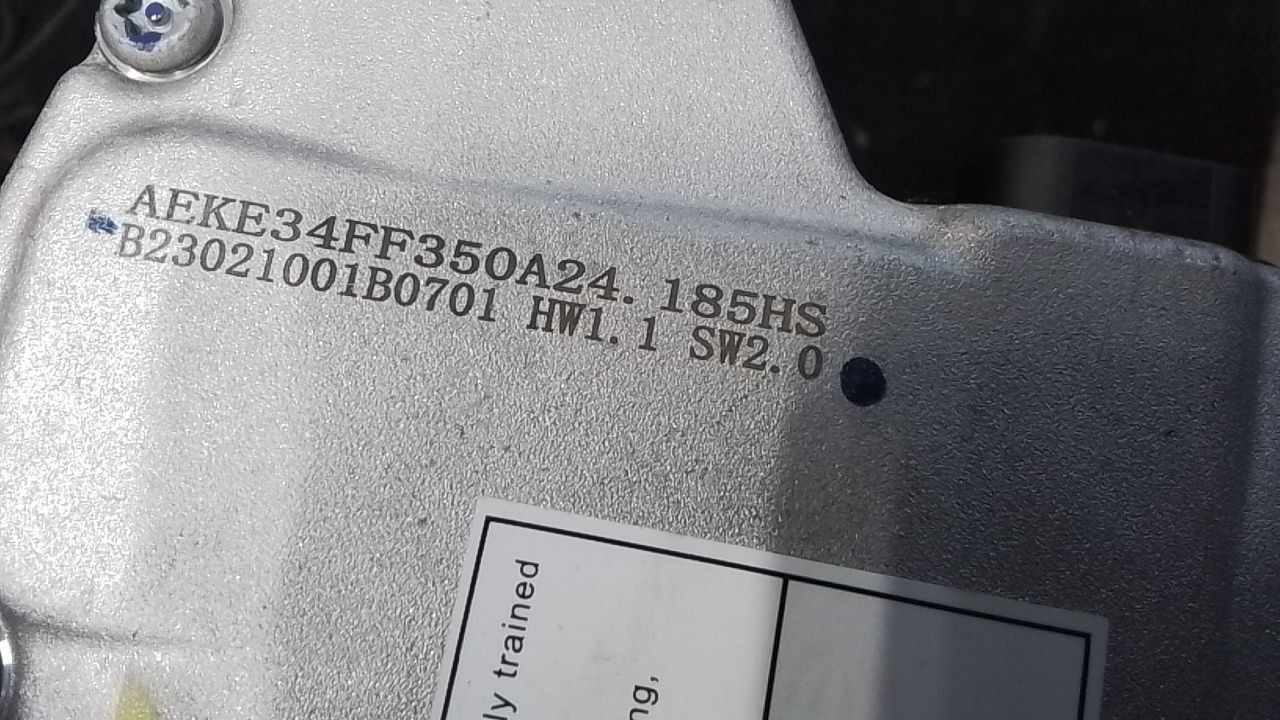 AEKE34FF350A24.185HS
B23021001B0701 HW1.1 SW2.0
ly trained
ng,